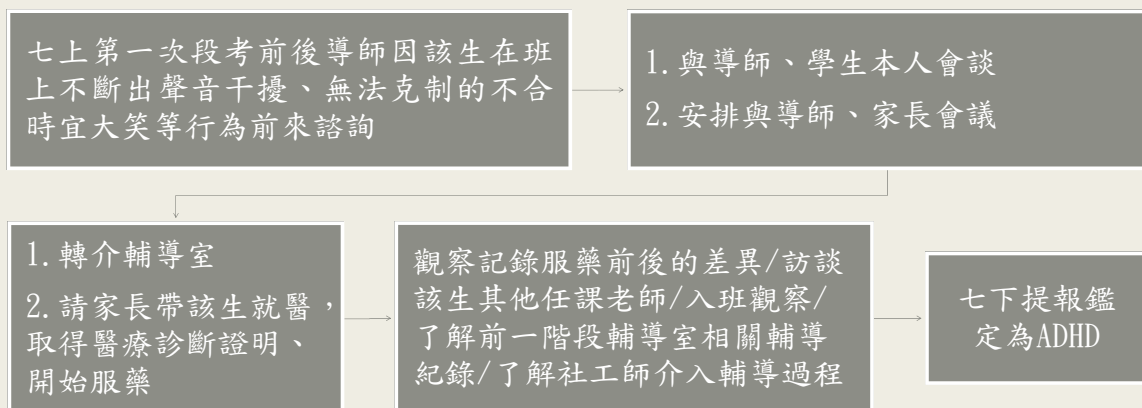 七上第一次段考前後導師因該生在班
上不斷出聲音干擾、無法克制的不合
時宜大笑等行為前來諮詢
1.與導師、學生本人會談
2.安排與導師、家長會議
1.轉介輔導室
2.請家長帶該生就醫，
取得醫療診斷證明、
開始服藥
觀察記錄服藥前後的差異/訪談
該生其他任課老師/入班觀察/
了解前一階段輔導室相關輔導
紀錄/了解社工師介入輔導過程
七下提報鑑
定為ADHD